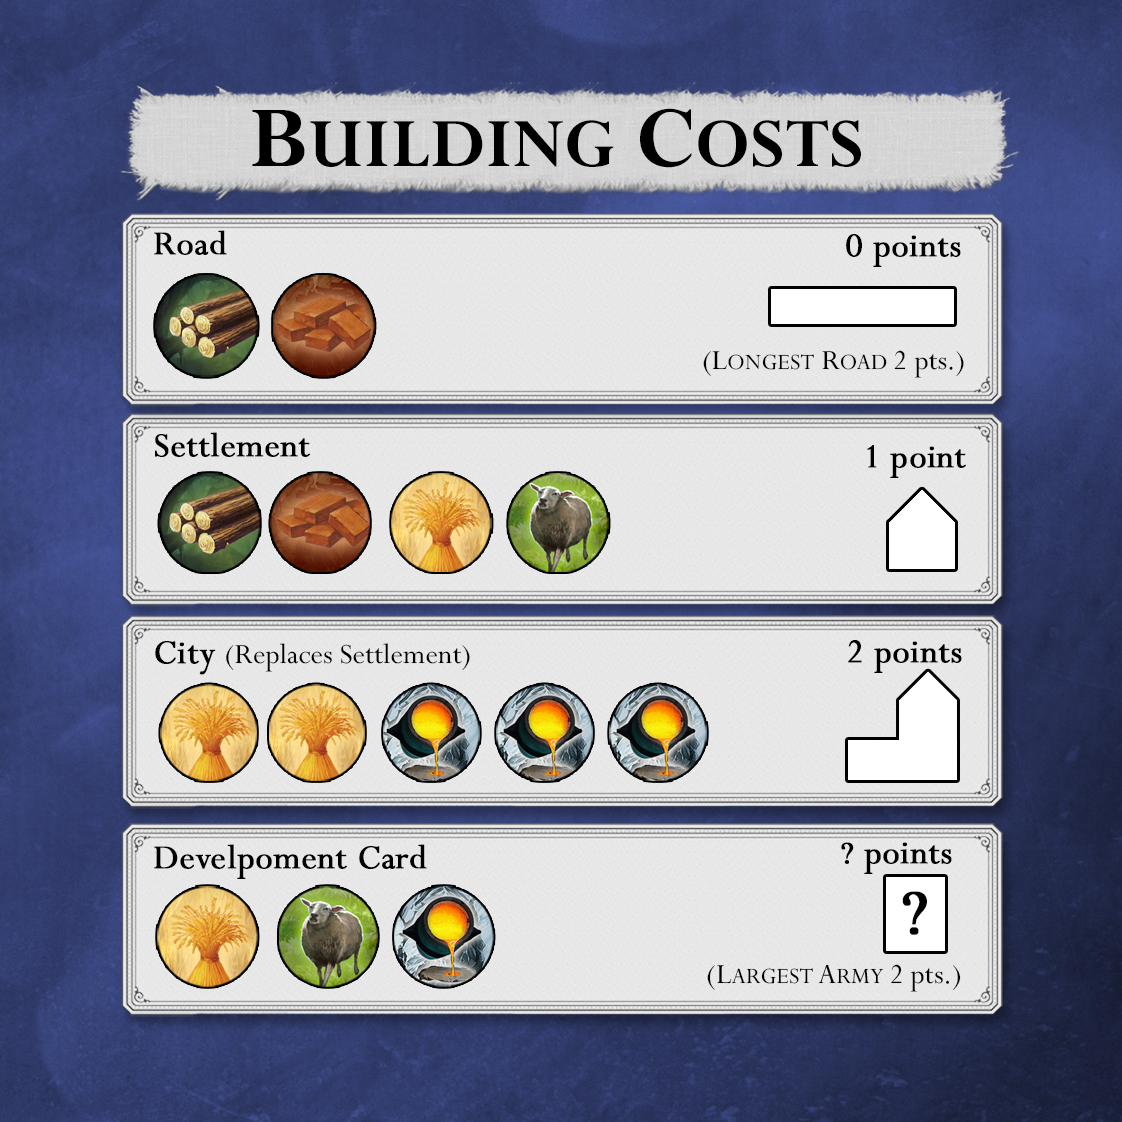 Building Costs
Road
0 points
(Longest Road 2 pts.)
Settlement
1 point
City (Replaces Settlement)
2 points
Develpoment Card
? points
?
(Largest Army 2 pts.)